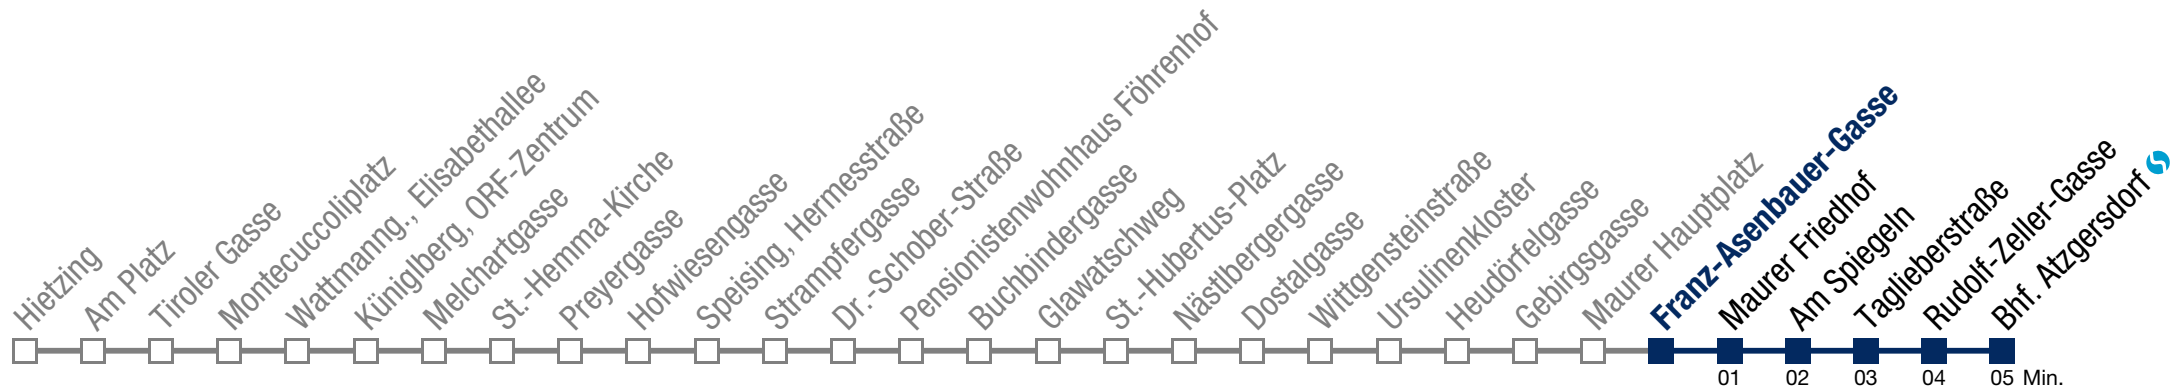 Hietzing
Am Platz
Tiroler Gasse
Montecuccoliplatz
Wattmanng., Elisabethallee
Küniglberg, ORF-Zentrum
Melchartgasse
St.-Hemma-Kirche
Preyergasse
Hofwiesengasse
Speising, Hermesstraße
Strampfergasse
Dr.-Schober-Straße
Pensionistenwohnhaus Föhrenhof
Buchbindergasse
Glawatschweg
St.-Hubertus-Platz
Nästlbergergasse
Dostalgasse
Wittgensteinstraße
Ursulinenkloster
Heudörfelgasse
Gebirgsgasse
Maurer Hauptplatz
Franz-Asenbauer-Gasse
Maurer Friedhof
Am Spiegeln
Taglieberstraße
Rudolf-Zeller-Gasse
Bhf. Atzgersdorf
01 02 03 04 05 Min.